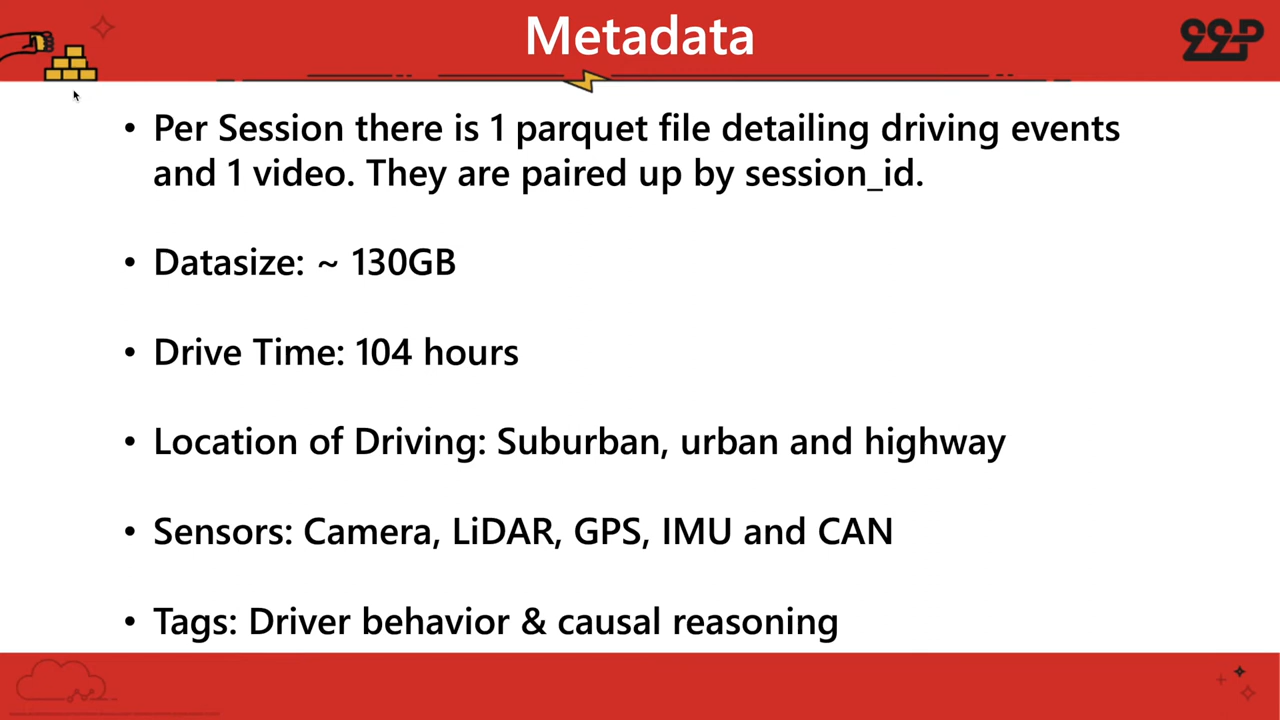 Metadata
99P
• Per Session there is 1 parquet file detailing driving events
and 1 video. They are paired up by session_id.
• Datasize: ~ 130GB
• Drive Time: 104 hours
• Location of Driving: Suburban, urban and highway
• Sensors: Camera, LiDAR, GPS, IMU and CAN
• Tags: Driver behavior & causal reasoning